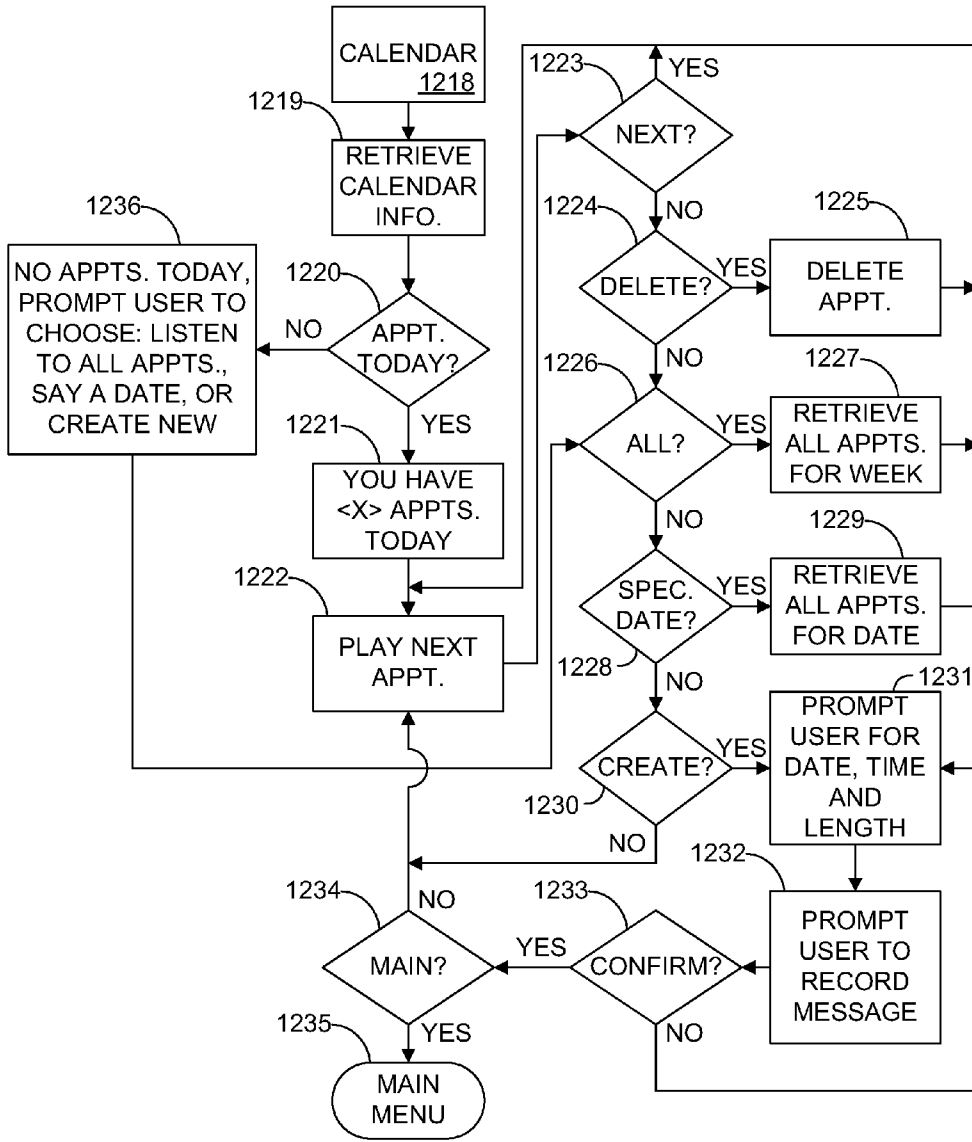 CALENDAR
1218
1219
RETRIEVE
CALENDAR
INFO.
1236
NO APPTS. TODAY,
PROMPT USER TO
CHOOSE: LISTEN
TO ALL APPTS.,
SAY A DATE, OR
CREATE NEW
1220
NO
APPT.
TODAY?
YES
1221
YOU HAVE
<X> APPTS.
TODAY
1222
PLAY NEXT
APPT.
1223
YES
NEXT?
NO
1224
DELETE?
YES
1225
DELETE
APPT.
NO
1226
ALL?
YES
1227
RETRIEVE
ALL APPTS.
FOR WEEK
NO
SPEC.
DATE?
1228
YES
1229
RETRIEVE
ALL APPTS.
FOR DATE
NO
CREATE?
1230
YES
1231
PROMPT
USER FOR
DATE, TIME
AND
LENGTH
NO
1232
PROMPT
USER TO
RECORD
MESSAGE
1233
CONFIRM?
YES
NO
1234
NO
MAIN?
YES
1235
MAIN
MENU